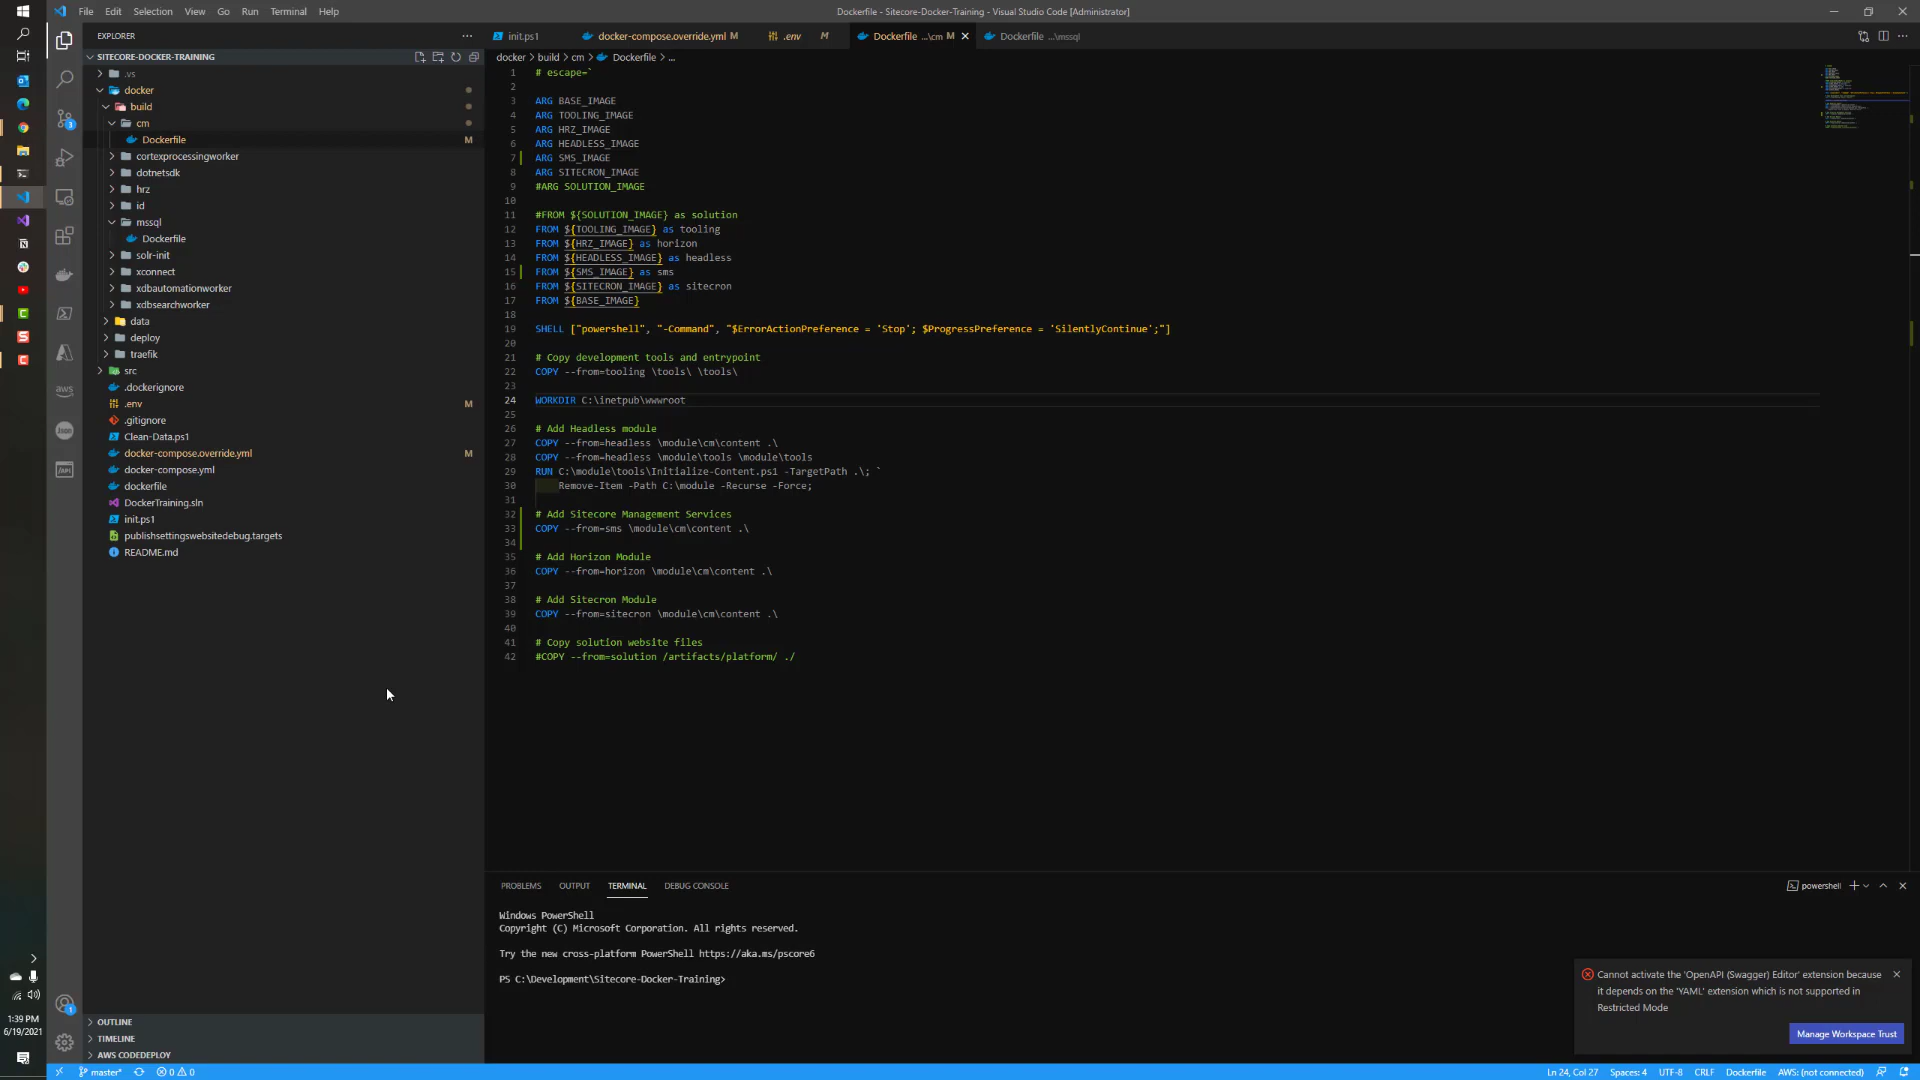 File Edit Selection View Go Run Terminal Help
Dockerfile - Sitecore-Docker-Training - Visual Studio Code [Administrator]
EXPLORER
SITECORE-DOCKER-TRAINING
.vs
docker
build
cm
Dockerfile M
cortexprocessingworker
dotnetsdk
hrz
id
mssql
Dockerfile
solr-init
xconnect
xdbautomationworker
xdbsearchworker
data
deploy
traefik
src
.dockerignore
.env M
.gitignore
Clean-Data.ps1
docker-compose.override.yml M
docker-compose.yml
dockerfile
DockerTraining.sln
init.ps1
publishsettingswebsitedebug.targets
README.md
OUTLINE
TIMELINE
AWS CODEDEPLOY
init.ps1 docker-compose.override.yml M .env M Dockerfile ...\cm M Dockerfile ...\mssql
docker > build > cm > Dockerfile > ...
1 # escape=`
2
3 ARG BASE_IMAGE
4 ARG TOOLING_IMAGE
5 ARG HRZ_IMAGE
6 ARG HEADLESS_IMAGE
7 ARG SMS_IMAGE
8 ARG SITECRON_IMAGE
9 #ARG SOLUTION_IMAGE
10
11 #FROM ${SOLUTION_IMAGE} as solution
12 FROM ${TOOLING_IMAGE} as tooling
13 FROM ${HRZ_IMAGE} as horizon
14 FROM ${HEADLESS_IMAGE} as headless
15 FROM ${SMS_IMAGE} as sms
16 FROM ${SITECRON_IMAGE} as sitecron
17 FROM ${BASE_IMAGE}
18
19 SHELL ["powershell", "-Command", "$ErrorActionPreference = 'Stop'; $ProgressPreference = 'SilentlyContinue';"]
20
21 # Copy development tools and entrypoint
22 COPY --from=tooling \tools\ \tools\
23
24 WORKDIR C:\inetpub\wwwroot
25
26 # Add Headless module
27 COPY --from=headless \module\cm\content .\
28 COPY --from=headless \module\tools \module\tools
29 RUN C:\module\tools\Initialize-Content.ps1 -TargetPath .\; `
30 Remove-Item -Path C:\module -Recurse -Force;
31
32 # Add Sitecore Management Services
33 COPY --from=sms \module\cm\content .\
34
35 # Add Horizon Module
36 COPY --from=horizon \module\cm\content .\
37
38 # Add Sitecron Module
39 COPY --from=sitecron \module\cm\content .\
40
41 # Copy solution website files
42 #COPY --from=solution /artifacts/platform/ ./
PROBLEMS OUTPUT TERMINAL DEBUG CONSOLE
powershell
Windows PowerShell
Copyright (C) Microsoft Corporation. All rights reserved.
Try the new cross-platform PowerShell https://aka.ms/pscore6
PS C:\Development\Sitecore-Docker-Training>
Cannot activate the 'OpenAPI (Swagger) Editor' extension because
it depends on the 'YAML' extension which is not supported in
Restricted Mode
Manage Workspace Trust
1:39 PM
6/19/2021
master* 0 0
Ln 24, Col 27 Spaces: 4 UTF-8 CRLF Dockerfile AWS: (not connected)